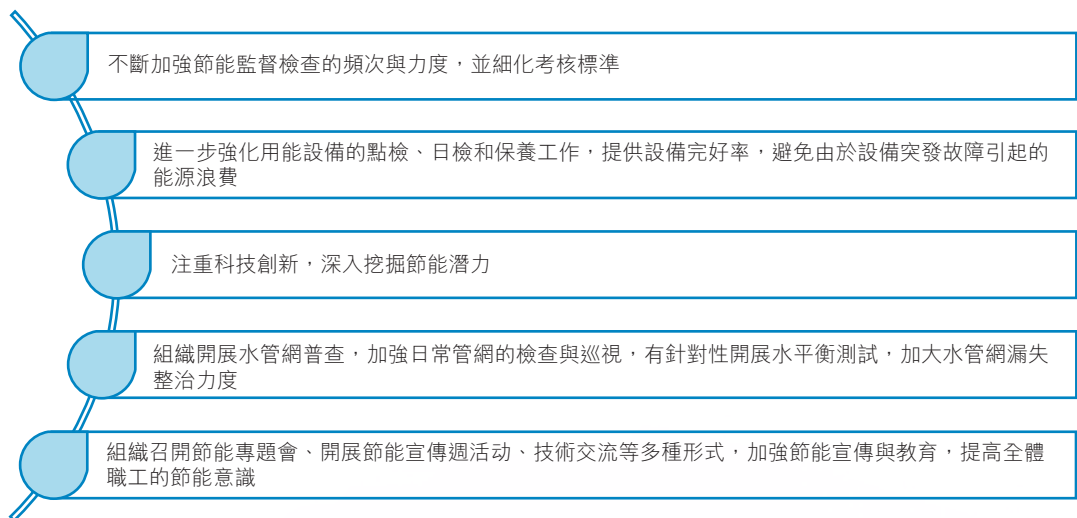 不斷加強節能監督檢查的頻次與力度，並細化考核標準
進一步強化用能設備的點檢、日檢和保養工作，提供設備完好率，避免由於設備突發故障引起的
能源浪費
注重科技創新，深入挖掘節能潛力
組織開展水管網普查，加強日常管網的檢查與巡視，有針對性開展水平衡測試，加大水管網漏失
整治力度
組織召開節能專題會、開展節能宣傳週活动、技術交流等多種形式，加強節能宣傳與教育，提高全體
職工的節能意識